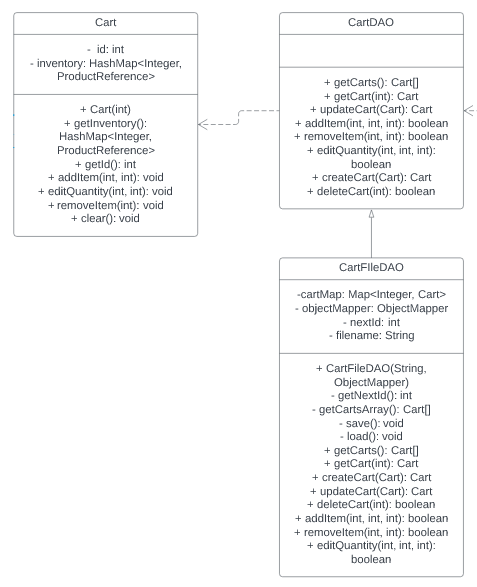 Cart
- id: int
- inventory: HashMap<Integer,
ProductReference>
+ Cart(int)
+ getInventory():
HashMap<Integer,
ProductReference>
+ getId(): int
+ addItem(int, int): void
+ editQuantity(int, int): void
+ removeItem(int): void
+ clear(): void
CartDAO
+ getCarts(): Cart[]
+ getCart(int): Cart
+ updateCart(Cart): Cart
+ addItem(int, int, int): boolean
+ removeItem(int, int): boolean
+ editQuantity(int, int, int):
boolean
+ createCart(Cart): Cart
+ deleteCart(int): boolean
CartFIleDAO
-cartMap: Map<Integer, Cart>
- objectMapper: ObjectMapper
- nextId: int
- filename: String
+ CartFileDAO(String,
ObjectMapper)
- getNextId(): int
- getCartsArray(): Cart[]
- save(): void
- load(): void
+ getCarts(): Cart[]
+ getCart(int): Cart
+ createCart(Cart): Cart
+ updateCart(Cart): Cart
+ deleteCart(int): boolean
+ addItem(int, int, int): boolean
+ removeItem(int, int): boolean
+ editQuantity(int, int, int):
boolean